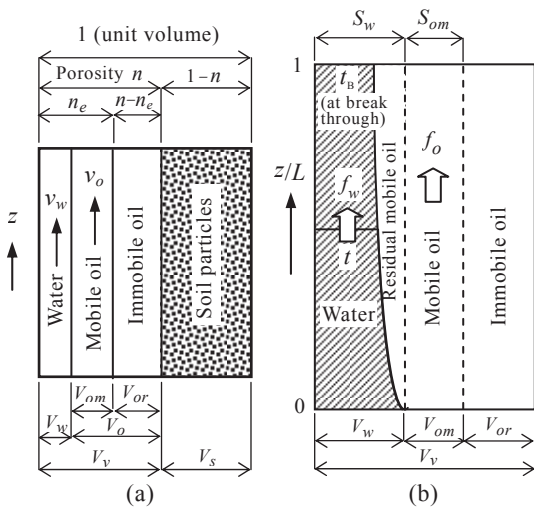 1 (unit volume)
Porosity n
1−n
n_e
n−n_e
z
v_w
v_o
Water
Mobile oil
Immobile oil
Soil particles
V_om
V_or
V_w
V_o
V_v
V_s
(a)
S_w
S_om
1
z/L
0
t_B
(at break
through)
f_w
t
Water
Residual mobile oil
f_o
Mobile oil
Immobile oil
V_w
V_om
V_or
V_v
(b)